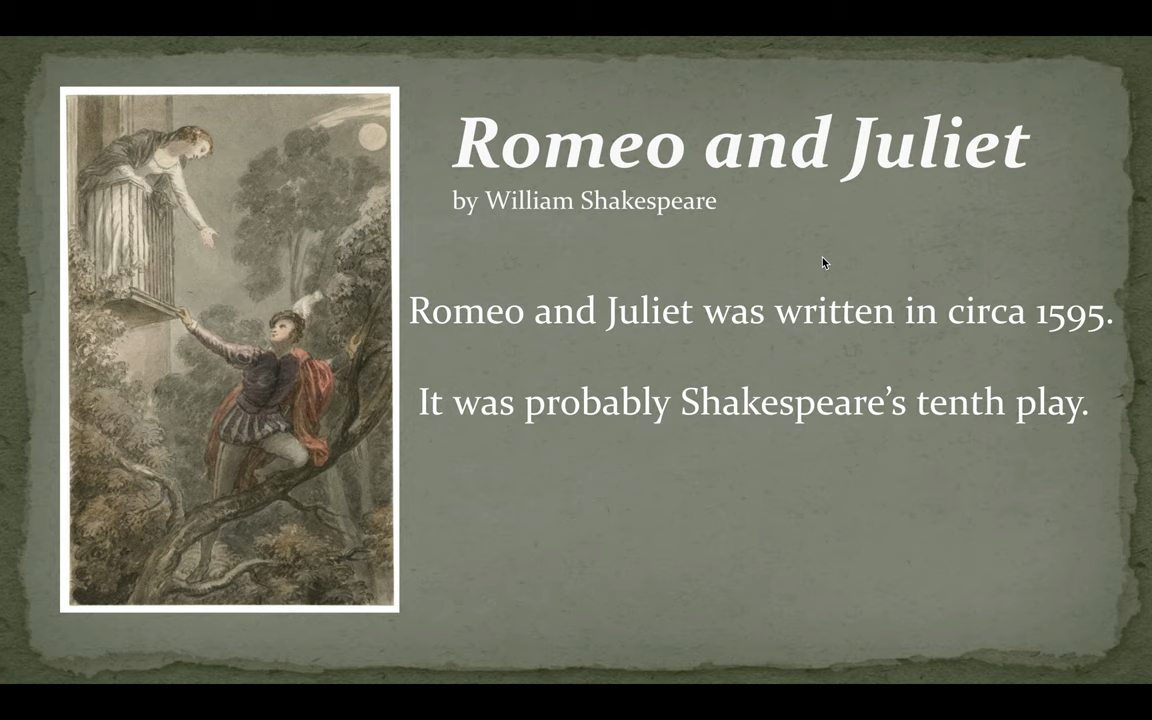 Romeo and Juliet
by William Shakespeare
Romeo and Juliet was written in circa 1595.
It was probably Shakespeare’s tenth play.